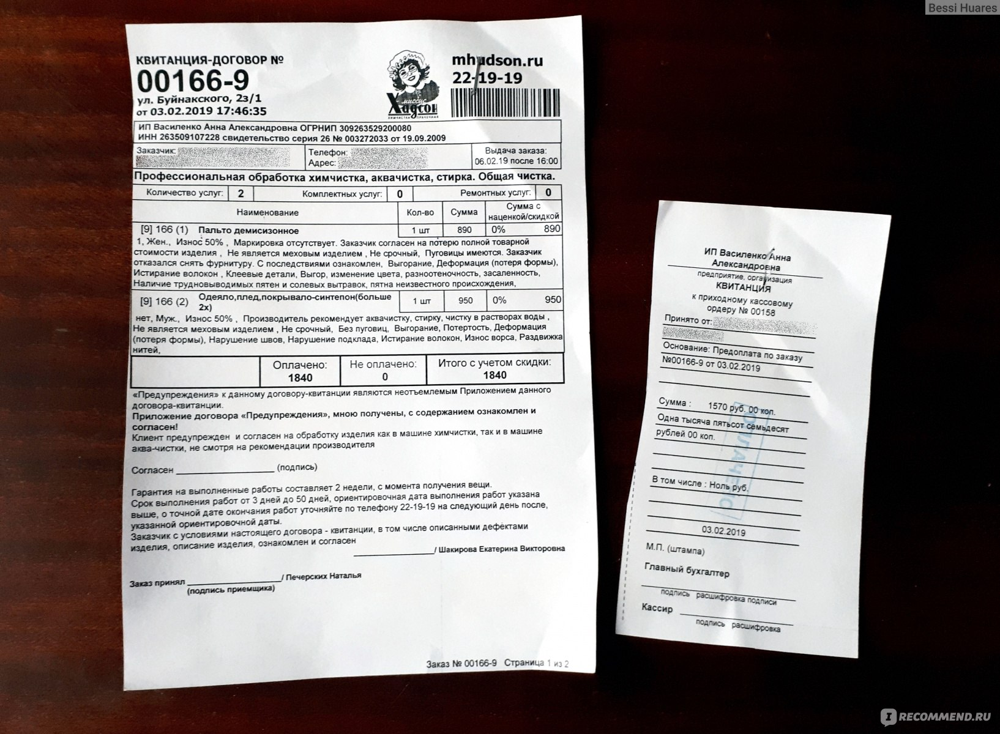 Bessi Huares
КВИТАНЦИЯ-ДОГОВОР №
00166-9
ул. Буйнакского, 2з/1
от 03.02.2019 17:46:35
миссис
Хадсон
ХИМЧИСТКА ПРАЧЕЧНАЯ
mhudson.ru
22-19-19
ИП Василенко Анна Александровна ОГРНИП 309263529200080
ИНН 263509107228 свидетельство серия 26 № 003272033 от 19.09.2009
Заказчик:
Телефон:
Адрес:
Выдача заказа:
06.02.19 после 16:00
Профессиональная обработка химчистка, аквачистка, стирка. Общая чистка.
Количество услуг: 2 Комплектных услуг: 0 Ремонтных услуг: 0
Наименование Кол-во Сумма Сумма с наценкой/скидкой
[9] 166 (1) Пальто демисизонное 1 шт 890 0% 890
1, Жен., Износ 50% , Маркировка отсутствует. Заказчик согласен на потерю полной товарной
стоимости изделия , Не является меховым изделием , Не срочный, Пуговицы имеются. Заказчик
отказался снять фурнитуру. С последствиями ознакомлен, Выгорание, Деформация (потеря формы),
Истирание волокон , Клеевые детали, Выгор, изменение цвета, разнооттеночность, засаленность,
Наличие трудновыводимых пятен и солевых вытравок, пятна неизвестного происхождения,
[9] 166 (2) Одеяло,плед,покрывало-синтепон(больше 2х) 1 шт 950 0% 950
нет, Муж., Износ 50% , Производитель рекомендует аквачистку, стирку, чистку в растворах воды ,
Не является меховым изделием , Не срочный, Без пуговиц, Выгорание, Потертость, Деформация
(потеря формы), Нарушение швов, Нарушение подклада, Истирание волокон, Износ ворса, Раздвижка
нитей,
Оплачено: Не оплачено: Итого с учетом скидки:
1840 0 1840
«Предупреждения» к данному договору-квитанции являются неотъемлемым Приложением данного
договора-квитанции.
Приложение договора «Предупреждения», мною получены, с содержанием ознакомлен и
согласен!
Клиент предупрежден и согласен на обработку изделия как в машине химчистки, так и в машине
аква-чистки, не смотря на рекомендации производителя
Согласен (подпись)
Гарантия на выполненные работы составляет 2 недели, с момента получения вещи.
Срок выполнения работ от 3 дней до 50 дней, ориентировочная дата выполнения работ указана
выше, о точной дате окончания работ уточняйте по телефону 22-19-19 на следующий день после,
указанной ориентировочной даты.
Заказчик с условиями настоящего договора - квитанции, в том числе описанными дефектами
изделия, описание изделия, ознакомлен и согласен
/ Шакирова Екатерина Викторовна
Заказ принял / Печерских Наталья
(подпись приемщика)
Заказ № 00166-9 Страница 1 из 2
ИП Василенко Анна
Александровна
предприятие, организация
КВИТАНЦИЯ
к приходному кассовому
ордеру № 00158
Принято от:
Основание: Предоплата по заказу
№00166-9 от 03.02.2019
Сумма : 1570 руб. 00 коп.
Одна тысяча пятьсот семьдесят
рублей 00 коп.
ОПЛАЧЕНО
В том числе : Ноль руб.
03.02.2019
М.П. (штампа)
Главный бухгалтер
подпись расшифровка подписи
Кассир
подпись расшифровка
IRECOMMEND.RU